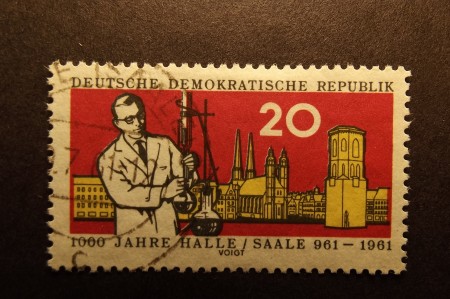 DEUTSCHE DEMOKRATISCHE REPUBLIK
20
1000 JAHRE HALLE / SAALE 961 – 1961
VOIGT